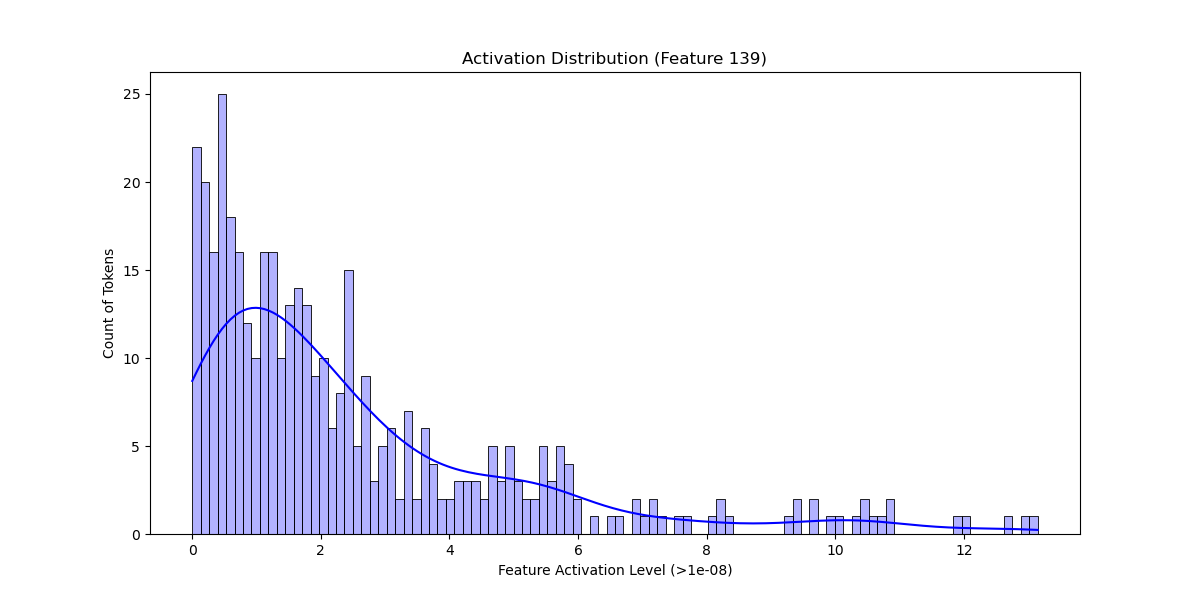 Activation Distribution (Feature 139)
25
20
15
10
5
0
Count of Tokens
0 2 4 6 8 10 12
Feature Activation Level (>1e-08)